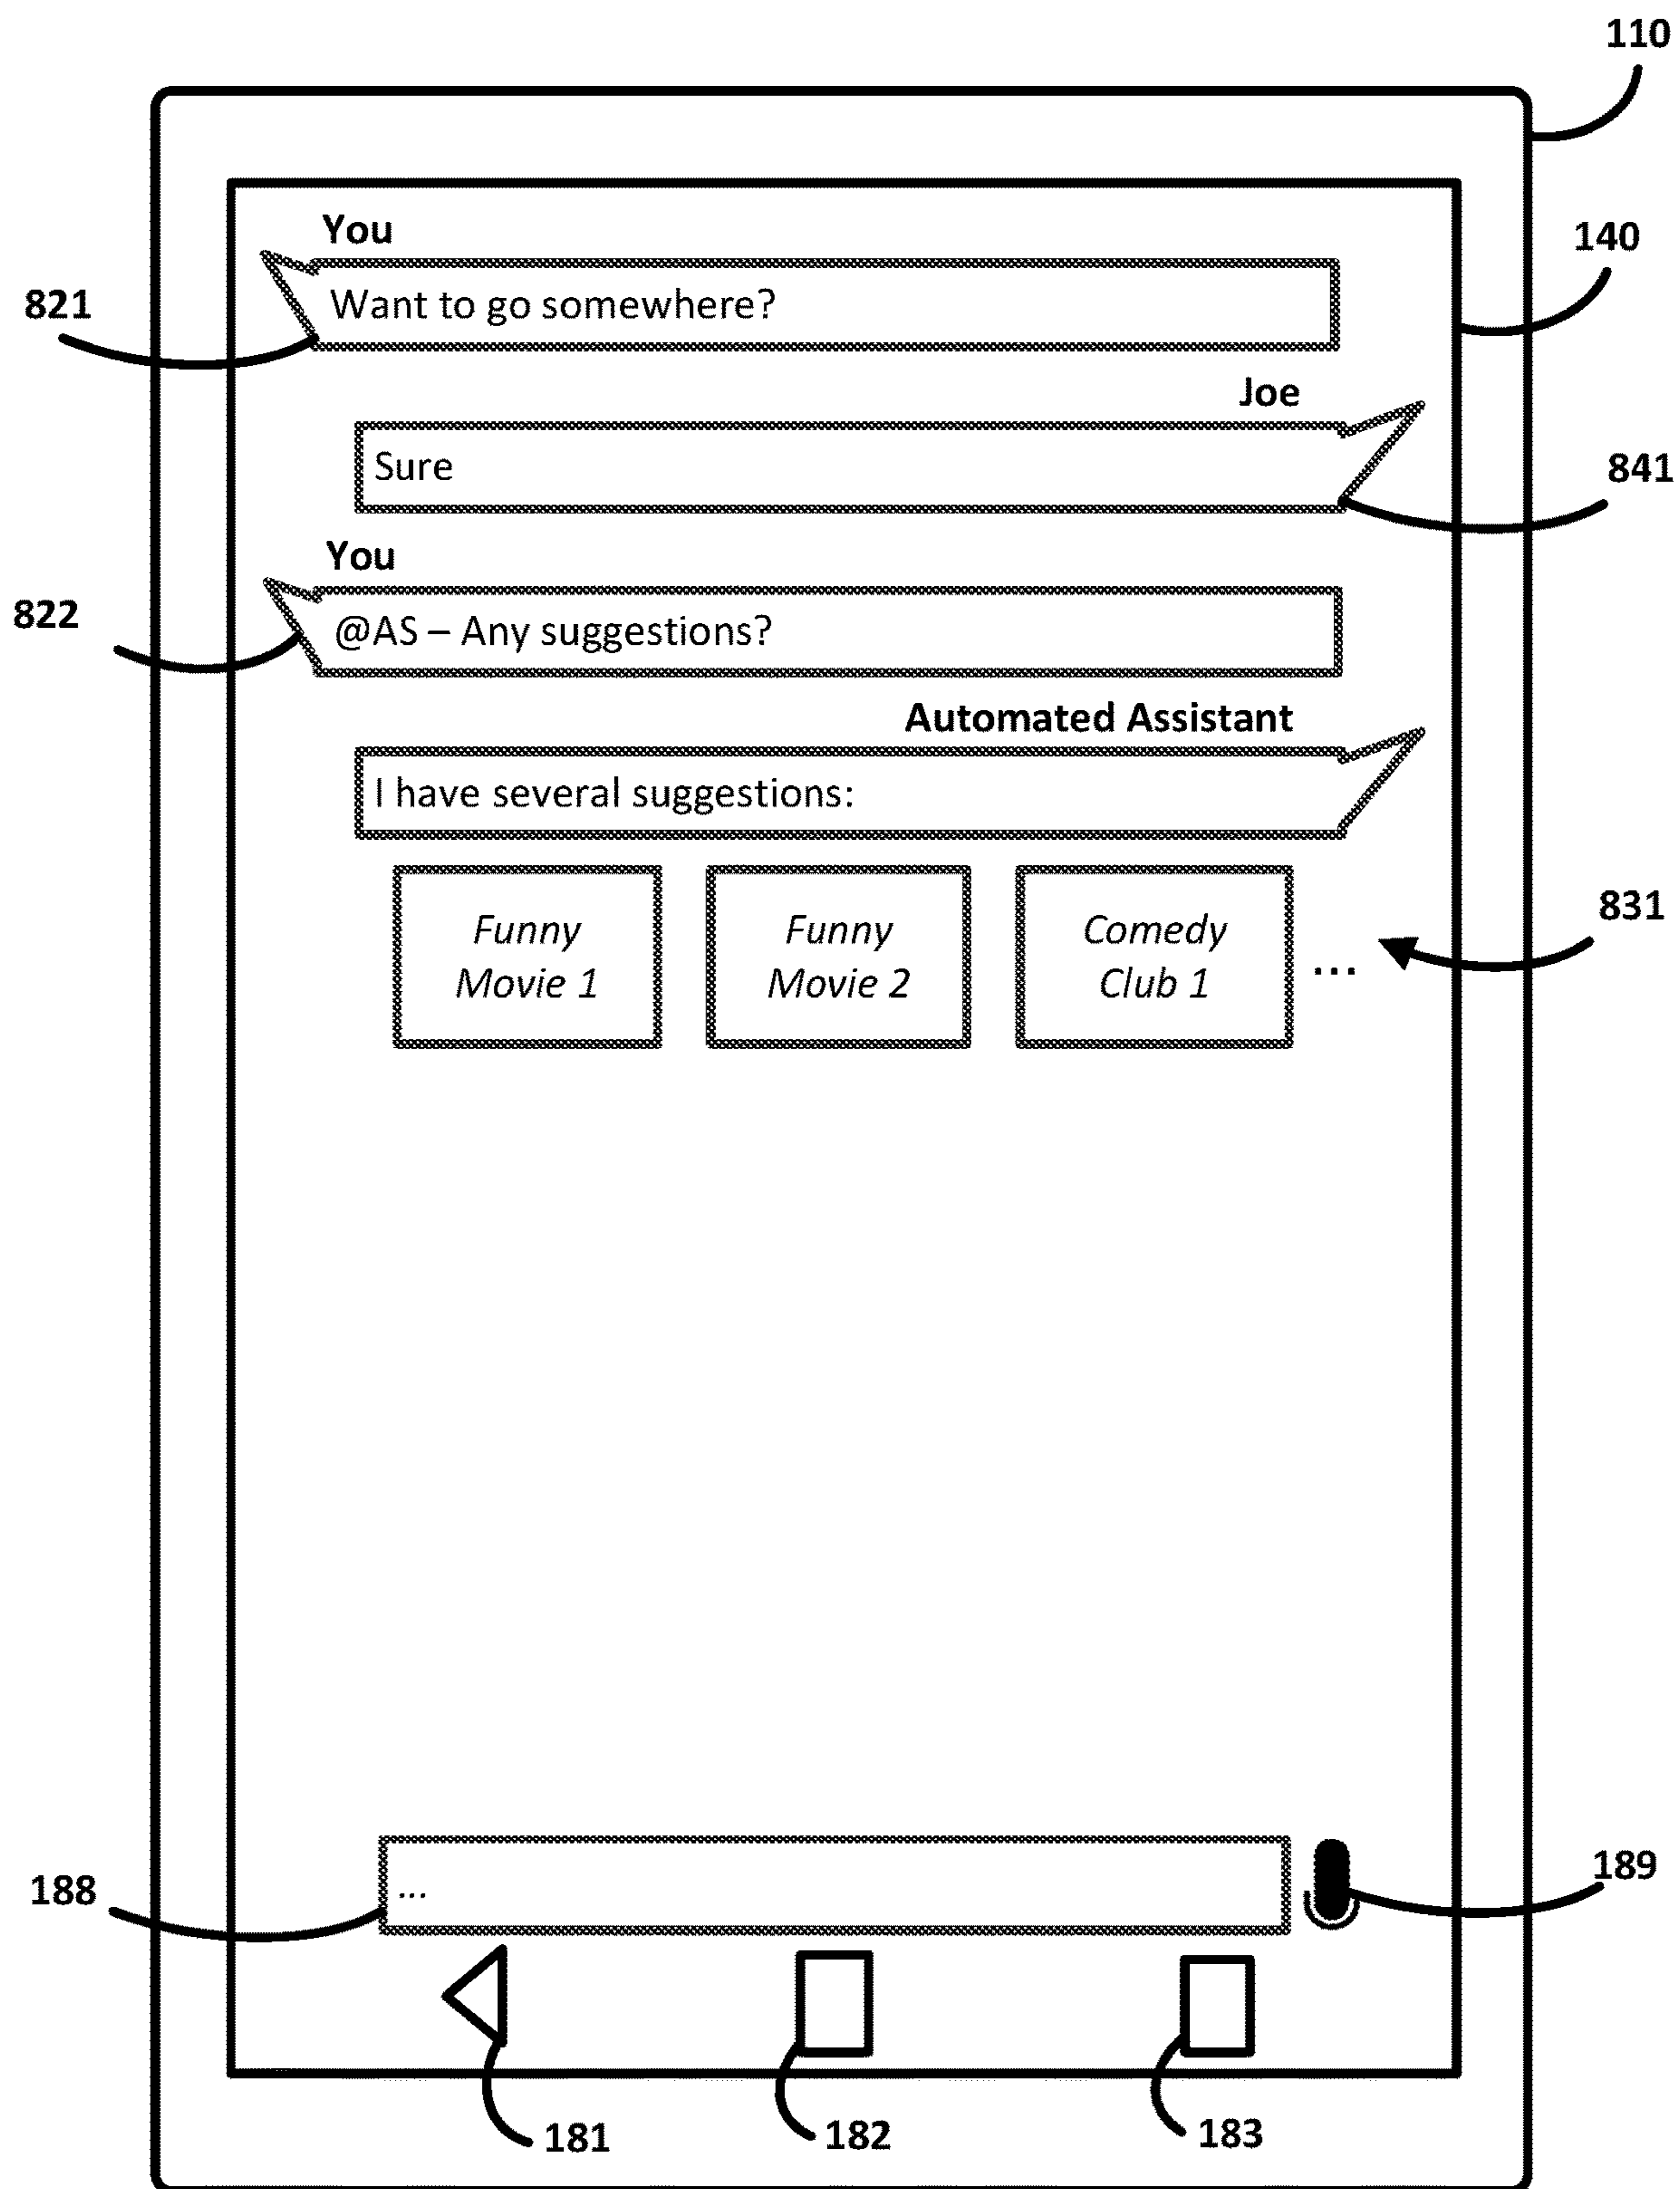 110
You
140
821
Want to go somewhere?
Joe
Sure
841
You
822
@AS – Any suggestions?
Automated Assistant
I have several suggestions:
Funny
Movie 1
Funny
Movie 2
Comedy
Club 1
...
831
188
...
189
181
182
183